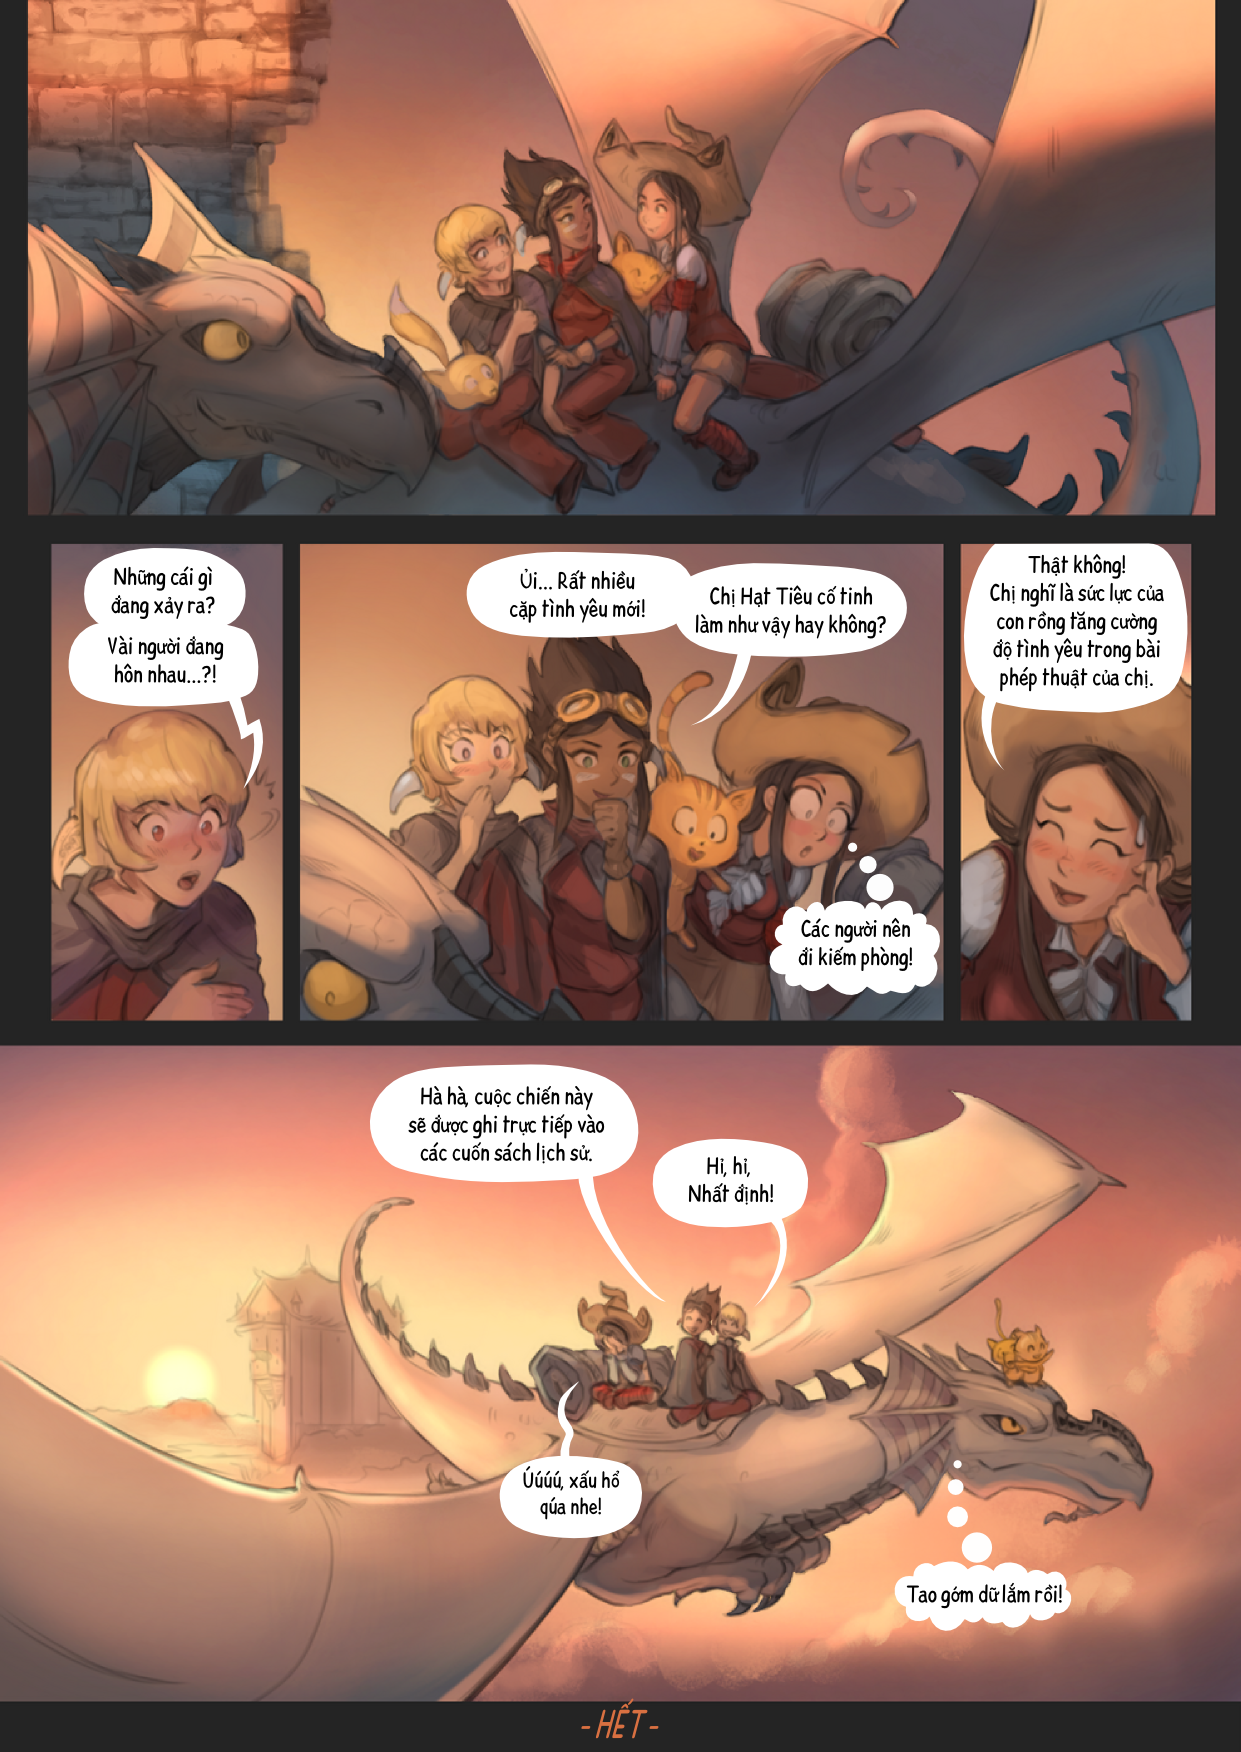 Những cái gì
đang xảy ra?
Vài người đang
hôn nhau...?!
Ủi... Rất nhiều
cặp tình yêu mới!
Chị Hạt Tiêu cố tinh
làm như vậy hay không?
Các người nên
đi kiếm phòng!
Thật không!
Chị nghĩ là sức lực của
con rồng tăng cường
độ tình yêu trong bài
phép thuật của chị.
Hà hà, cuộc chiến này
sẽ được ghi trực tiếp vào
các cuốn sách lịch sử.
Hỉ, hỉ,
Nhất định!
Úúúú, xấu hổ
qúa nhe!
Tao gớm dữ lắm rồi!
- HẾT -